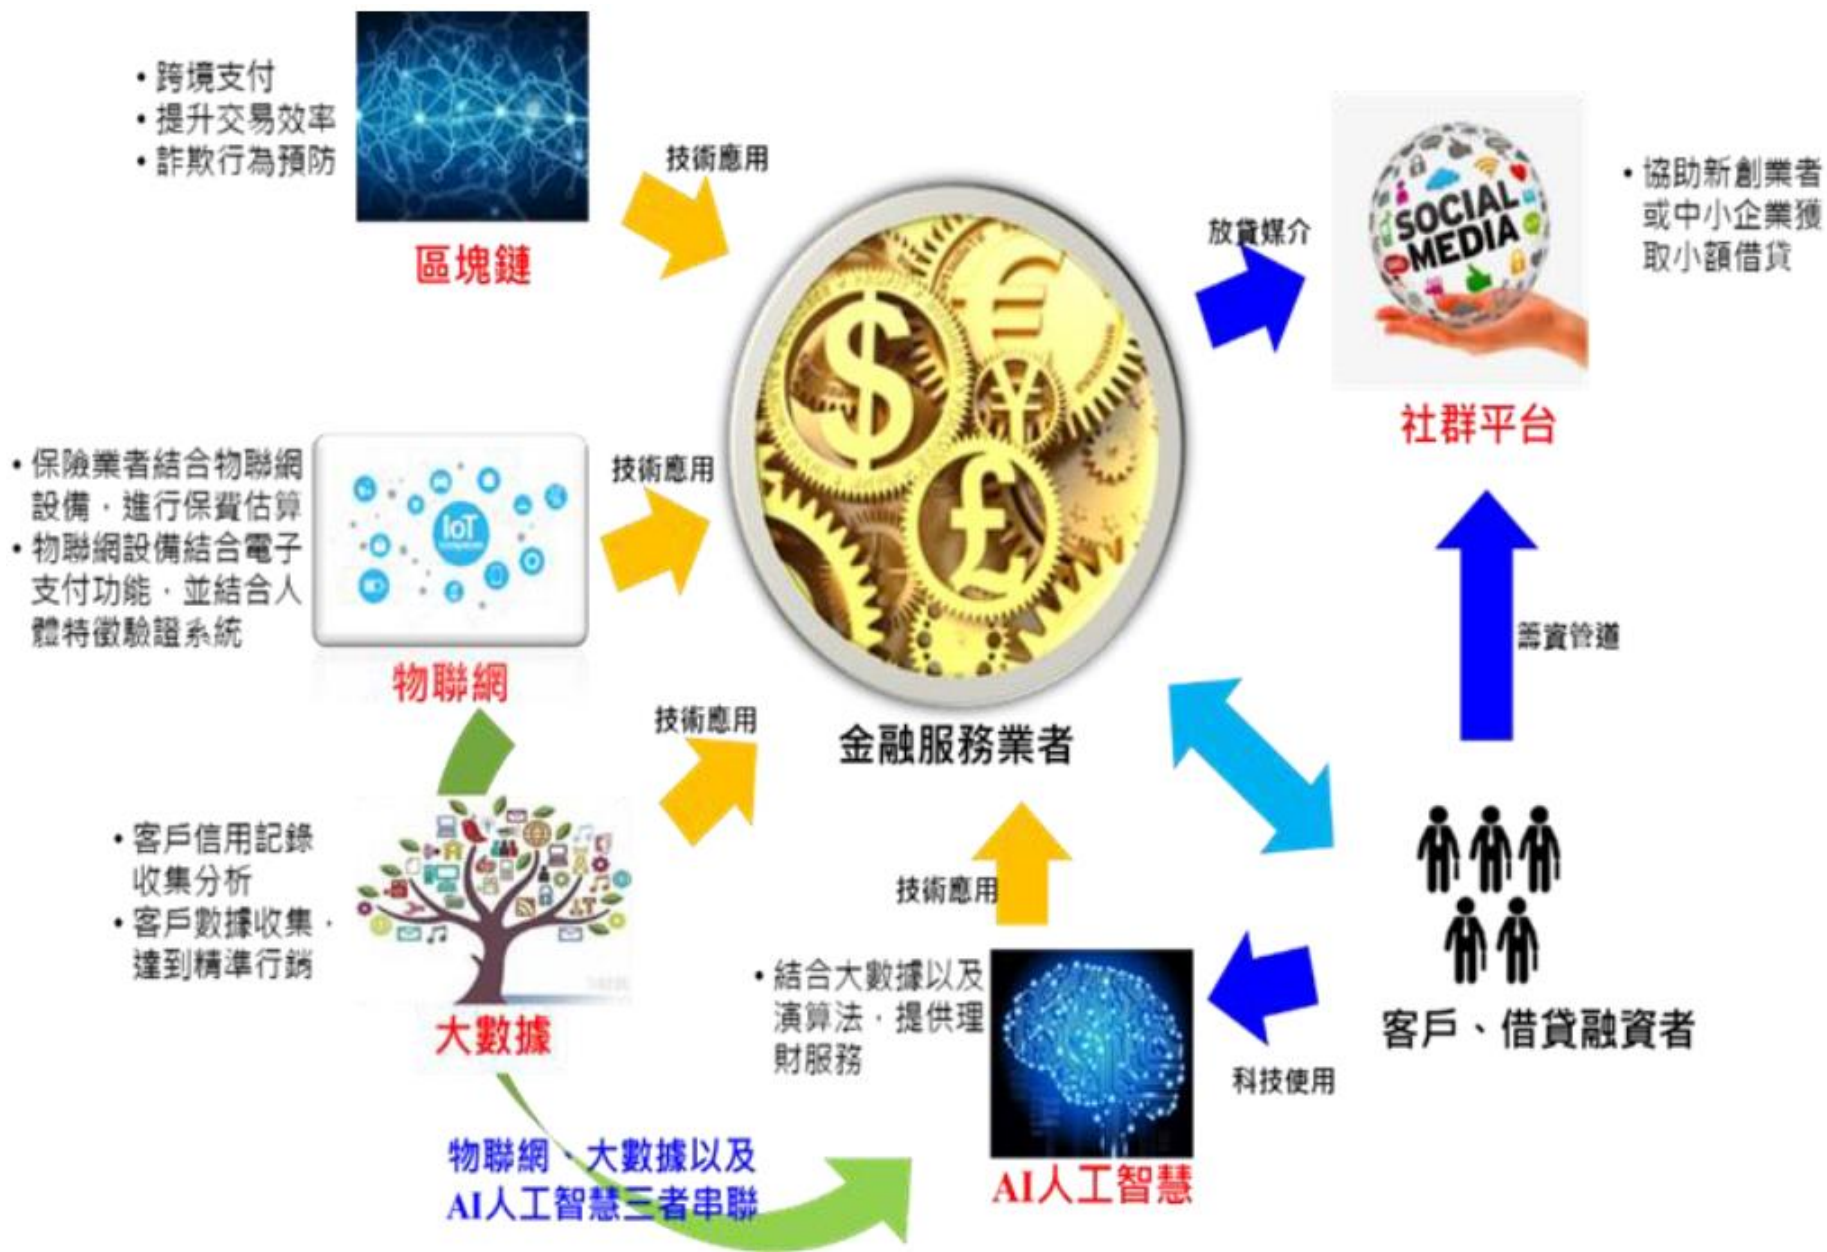 • 跨境支付
• 提升交易效率
• 詐欺行為預防
區塊鏈
技術應用
放貸媒介
SOCIAL
MEDIA
• 協助新創業者
或中小企業獲
取小額借貸
社群平台
• 保險業者結合物聯網
設備，進行保費估算
• 物聯網設備結合電子
支付功能，並結合人
體特徵驗證系統
IoT
物聯網
技術應用
籌資管道
技術應用
金融服務業者
• 客戶信用記錄
收集分析
• 客戶數據收集，
達到精準行銷
大數據
技術應用
• 結合大數據以及
演算法，提供理
財服務
AI人工智慧
科技使用
客戶、借貸融資者
物聯網、大數據以及
AI人工智慧三者串聯